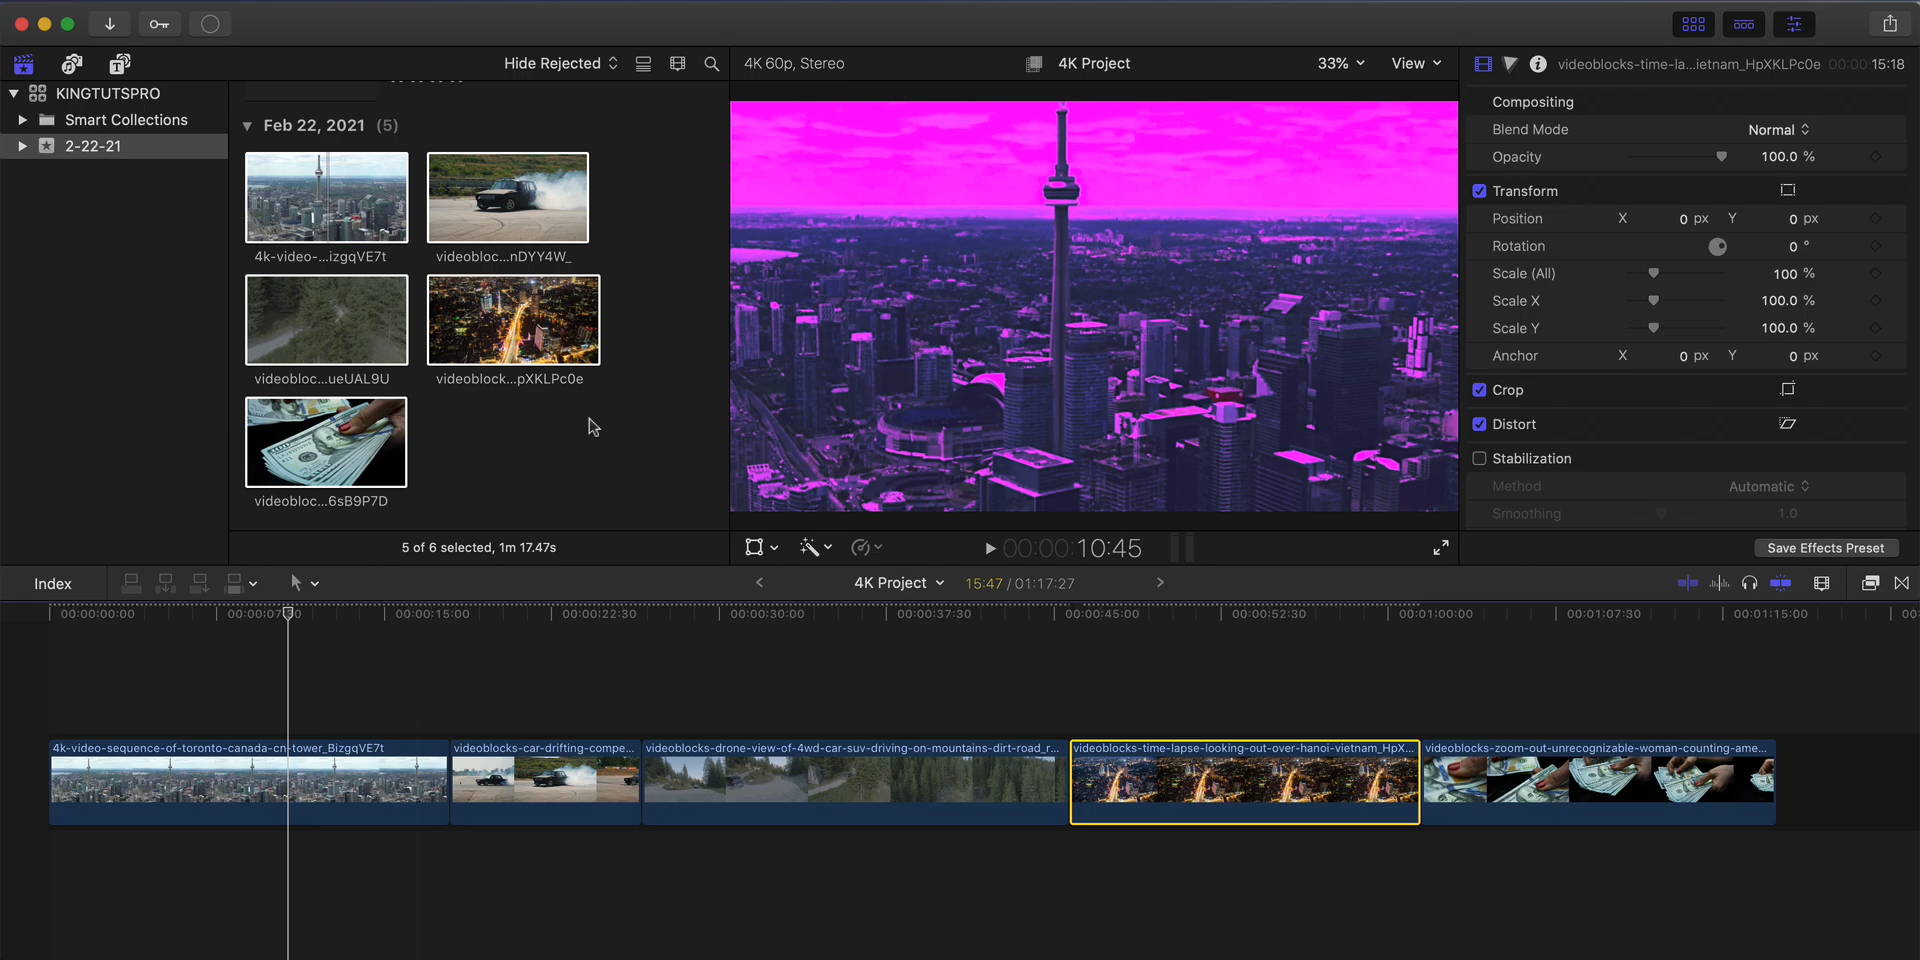 Hide Rejected
4K 60p, Stereo
4K Project
33%
View
videoblocks-time-la...ietnam_HpXKLPc0e
00:00:15:18
KINGTUTSPRO
Smart Collections
2-22-21
Feb 22, 2021 (5)
4k-video-...izgqVE7t
videobloc...nDYY4W_
videobloc...ueUAL9U
videoblock...pXKLPc0e
videobloc...6sB9P7D
5 of 6 selected, 1m 17.47s
00:00:10:45
Compositing
Blend Mode Normal
Opacity 100.0 %
Transform
Position X 0 px Y 0 px
Rotation 0 °
Scale (All) 100 %
Scale X 100.0 %
Scale Y 100.0 %
Anchor X 0 px Y 0 px
Crop
Distort
Stabilization
Method Automatic
Smoothing 1.0
Save Effects Preset
Index
4K Project
15:47 / 01:17:27
00:00:00:00
00:00:15:00
00:00:22:30
00:00:30:00
00:00:37:30
00:00:45:00
00:00:52:30
00:01:00:00
00:01:07:30
00:01:15:00
4k-video-sequence-of-toronto-canada-cn-tower_BizgqVE7t
videoblocks-car-drifting-compe...
videoblocks-drone-view-of-4wd-car-suv-driving-on-mountains-dirt-road_r...
videoblocks-time-lapse-looking-out-over-hanoi-vietnam_HpX...
videoblocks-zoom-out-unrecognizable-woman-counting-ame...